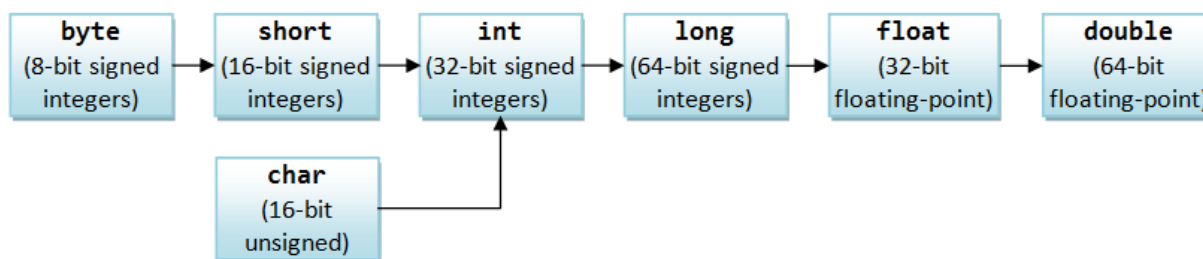 byte
(8-bit signed
integers)
short
(16-bit signed
integers)
int
(32-bit signed
integers)
long
(64-bit signed
integers)
float
(32-bit
floating-point)
double
(64-bit
floating-point)
char
(16-bit
unsigned)